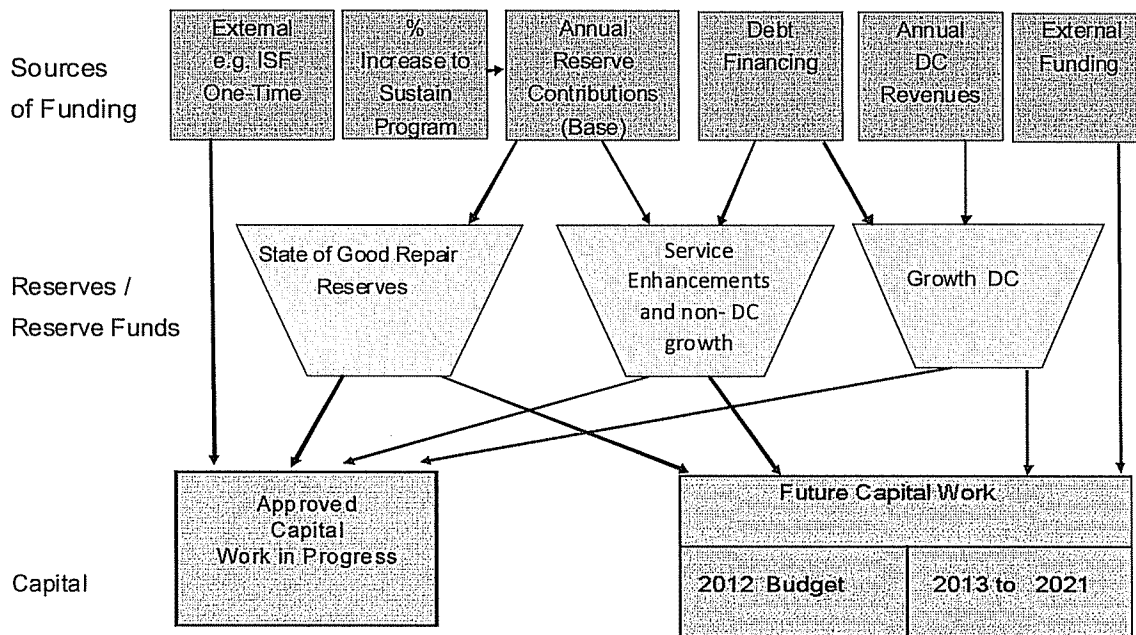 Sources
of Funding
External
e.g. ISF
One-Time
%
Increase to
Sustain
Program
Annual
Reserve
Contributions
(Base)
Debt
Financing
Annual
DC
Revenues
External
Funding
Reserves /
Reserve Funds
State of Good Repair
Reserves
Service
Enhancements
and non- DC
growth
Growth DC
Capital
Approved
Capital
Work in Progress
Future Capital Work
2012 Budget
2013 to 2021